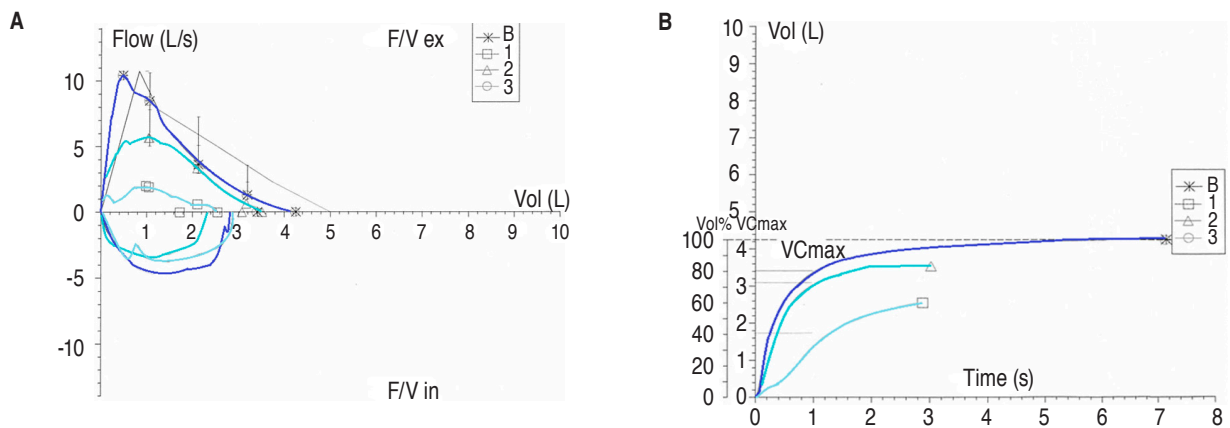 A
Flow (L/s)
F/V ex
B
1
2
3
10
5
0
-5
-10
1 2 3 4 5 6 7 8 9 10
Vol (L)
F/V in
B
Vol (L)
10
9
8
7
6
5
4
3
2
1
0
Vol% VCmax
100
80
60
40
20
0
VCmax
B
1
2
3
Time (s)
0 1 2 3 4 5 6 7 8